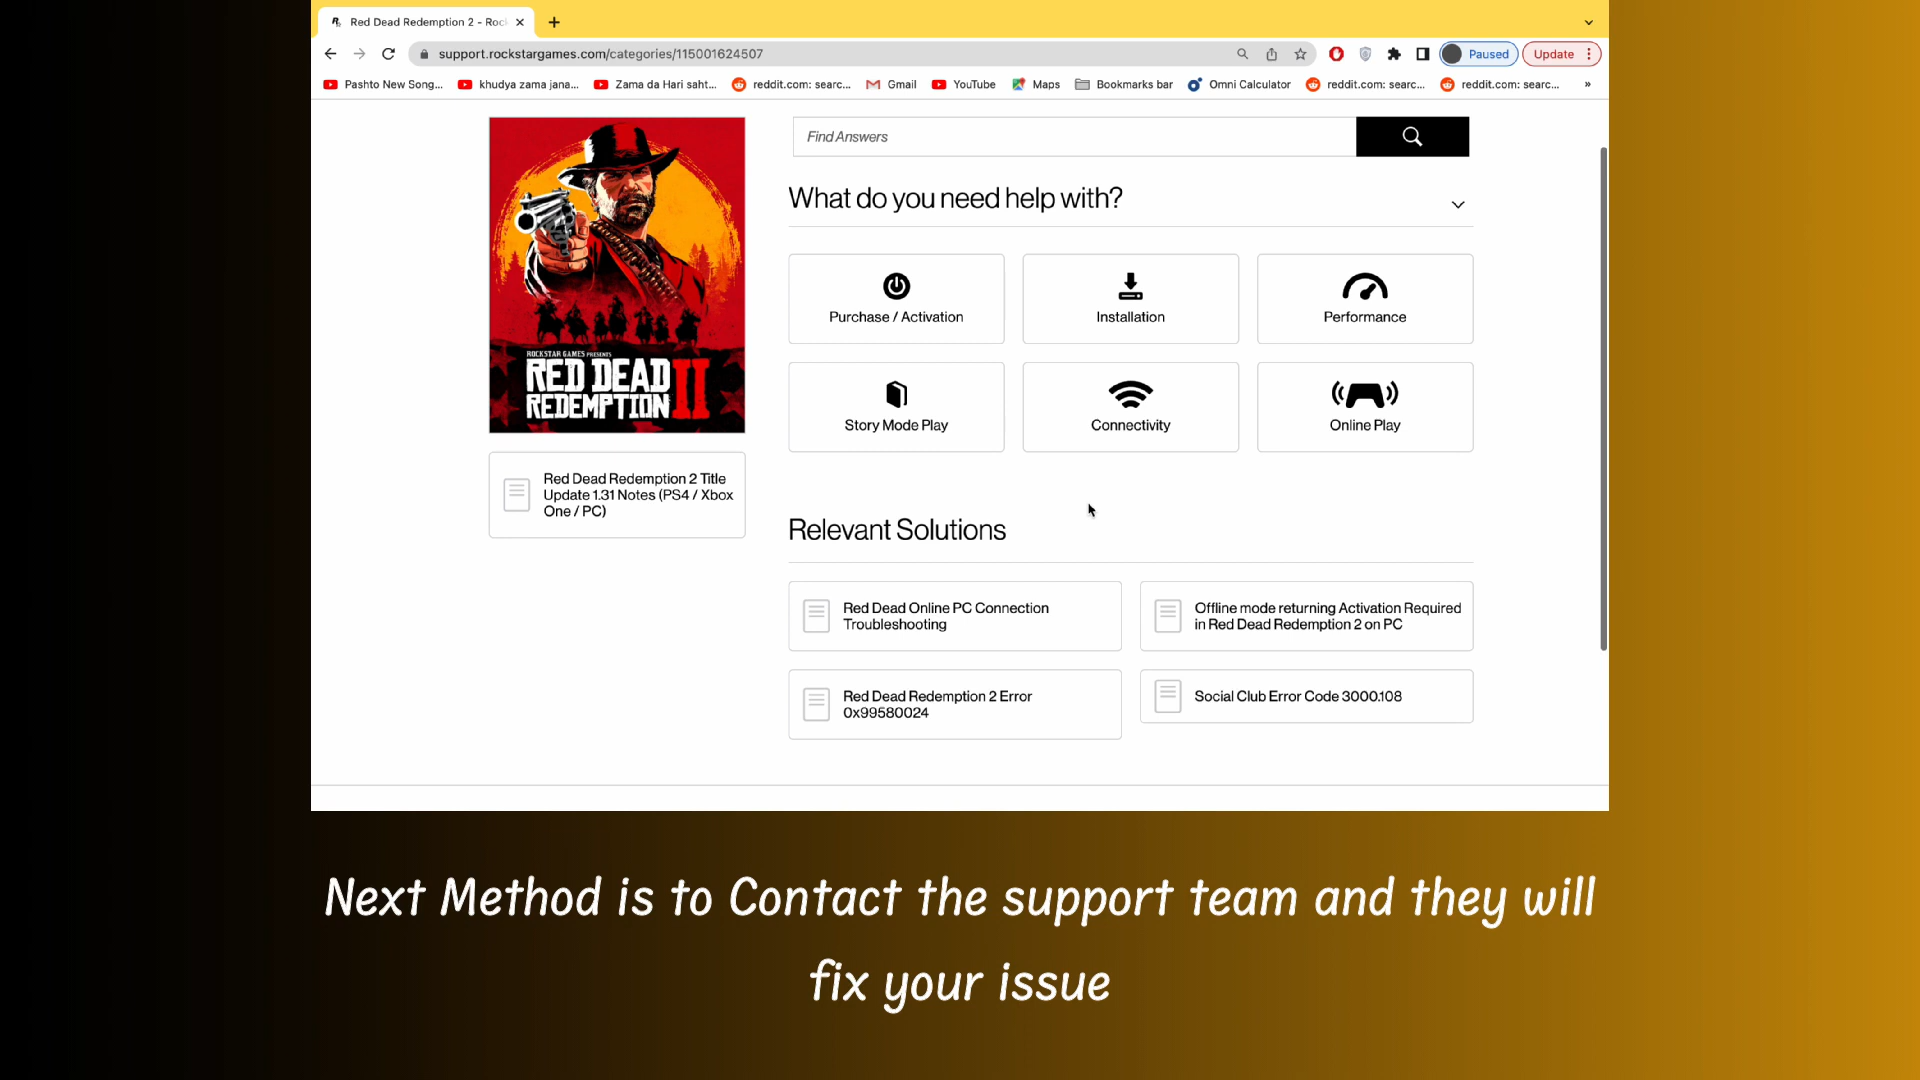 Red Dead Redemption 2 - Roc
support.rockstargames.com/categories/115001624507
Paused
Update
Pashto New Song...
khudya zama jana...
Zama da Hari saht...
reddit.com: searc...
Gmail
YouTube
Maps
Bookmarks bar
Omni Calculator
reddit.com: searc...
reddit.com: searc...
»
ROCKSTAR GAMES PRESENTS
RED DEAD
REDEMPTION II
Red Dead Redemption 2 Title
Update 1.31 Notes (PS4 / Xbox
One / PC)
Find Answers
What do you need help with?
Purchase / Activation
Installation
Performance
Story Mode Play
Connectivity
Online Play
Relevant Solutions
Red Dead Online PC Connection
Troubleshooting
Offline mode returning Activation Required
in Red Dead Redemption 2 on PC
Red Dead Redemption 2 Error
0x99580024
Social Club Error Code 3000.108
Next Method is to Contact the support team and they will
fix your issue